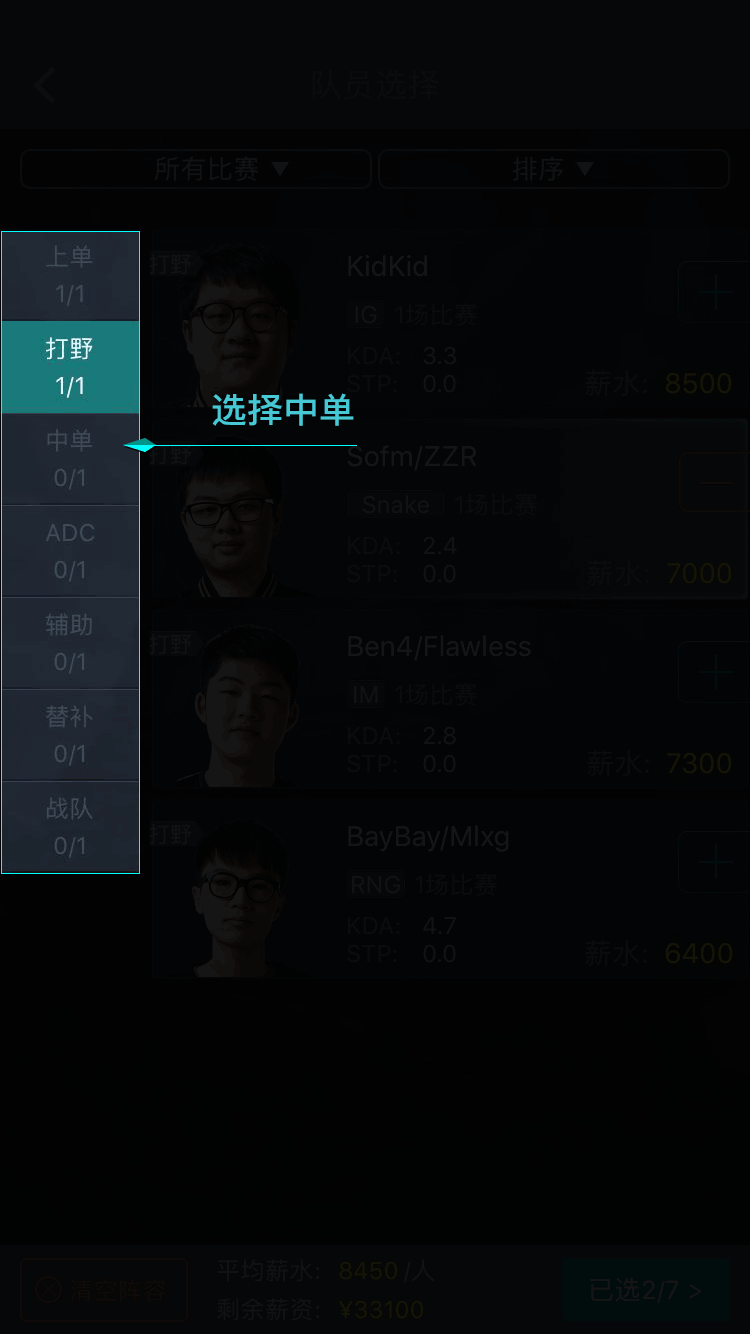 队员选择
所有比赛 ▼ 排序 ▼
上单
1/1
打野
1/1
中单
0/1
ADC
0/1
辅助
0/1
替补
0/1
战队
0/1
选择中单
打野
KidKid
IG 1场比赛
KDA: 3.3
STP: 0.0
薪水: 8500
打野
Sofm/ZZR
Snake 1场比赛
KDA: 2.4
STP: 0.0
薪水: 7000
打野
Ben4/Flawless
IM 1场比赛
KDA: 2.8
STP: 0.0
薪水: 7300
打野
BayBay/Mlxg
RNG 1场比赛
KDA: 4.7
STP: 0.0
薪水: 6400
清空阵容
平均薪水: 8450/人
剩余薪资: ¥33100
已选2/7 >